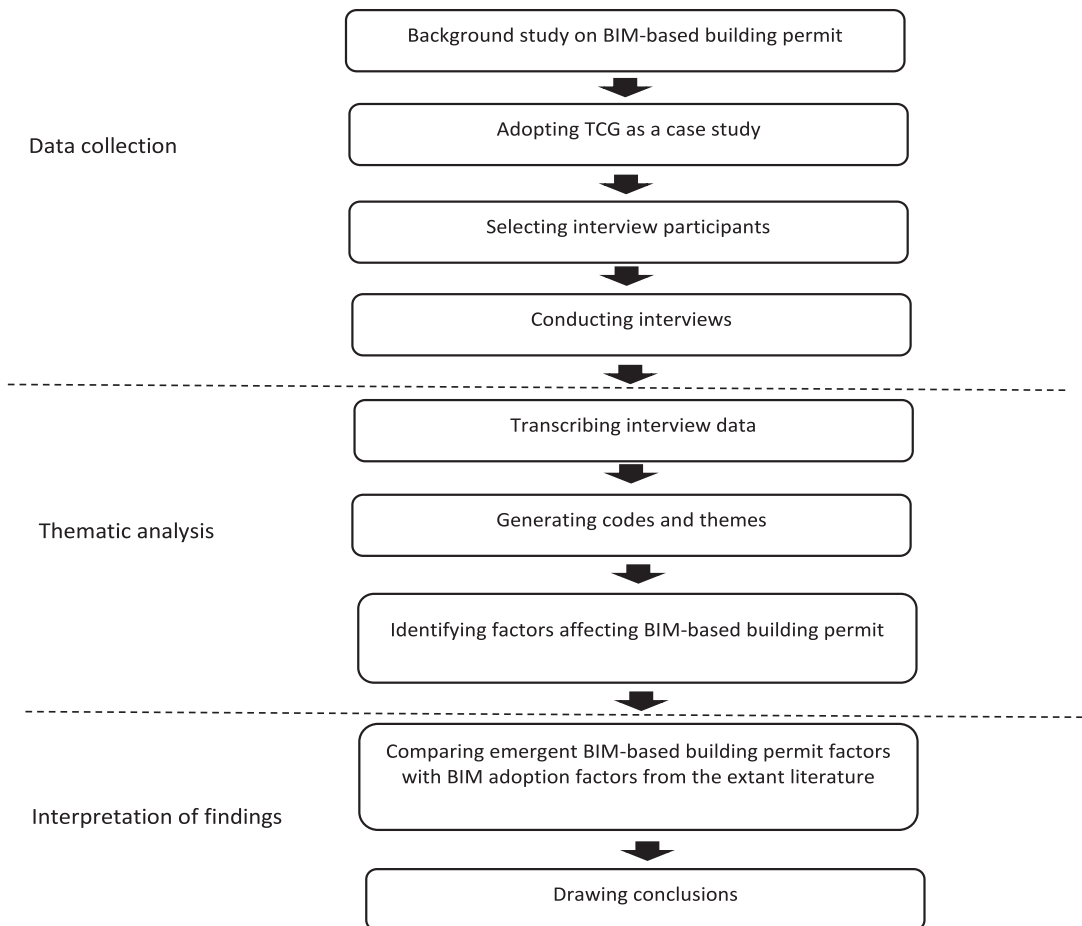 Background study on BIM-based building permit
Adopting TCG as a case study
Data collection
Selecting interview participants
Conducting interviews
Transcribing interview data
Generating codes and themes
Thematic analysis
Identifying factors affecting BIM-based building permit
Comparing emergent BIM-based building permit factors
with BIM adoption factors from the extant literature
Interpretation of findings
Drawing conclusions